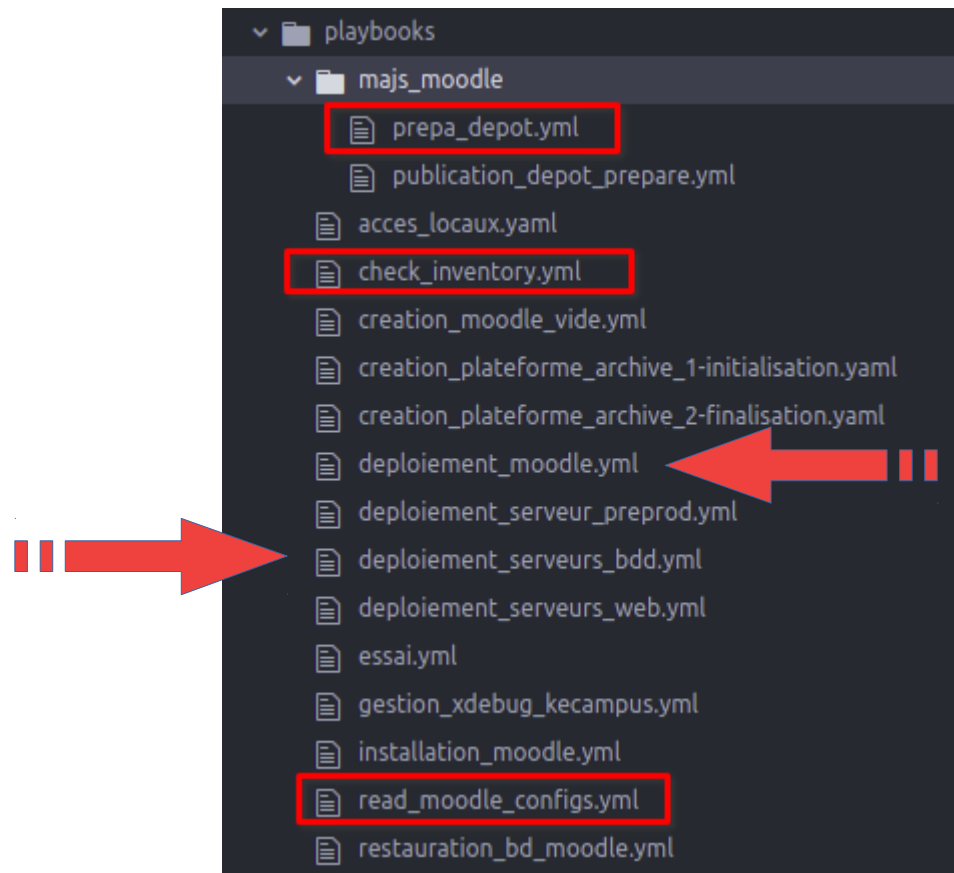 playbooks
majs_moodle
prepa_depot.yml
publication_depot_prepare.yml
acces_locaux.yaml
check_inventory.yml
creation_moodle_vide.yml
creation_plateforme_archive_1-initialisation.yaml
creation_plateforme_archive_2-finalisation.yaml
deploiement_moodle.yml
deploiement_serveur_preprod.yml
deploiement_serveurs_bdd.yml
deploiement_serveurs_web.yml
essai.yml
gestion_xdebug_kecampus.yml
installation_moodle.yml
read_moodle_configs.yml
restauration_bd_moodle.yml